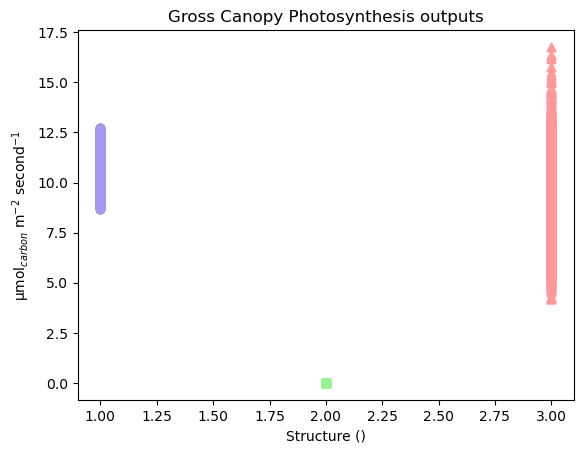 Gross Canopy Photosynthesis outputs
17.5
15.0
12.5
10.0
7.5
5.0
2.5
0.0
µmol$_{carbon}$ m$^{-2}$ second$^{-1}$
1.00 1.25 1.50 1.75 2.00 2.25 2.50 2.75 3.00
Structure ()